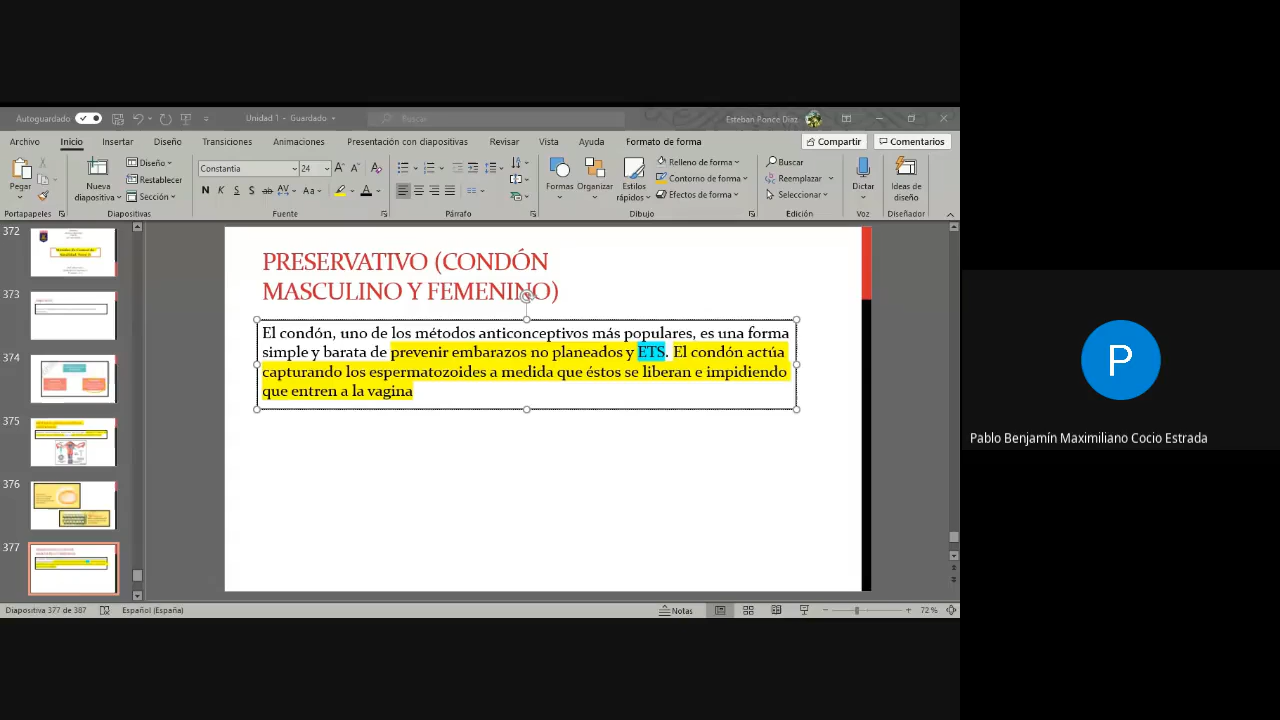 Autoguardado
Unidad 1 - Guardado
Buscar
Esteban Ponce Díaz
Archivo Inicio Insertar Diseño Transiciones Animaciones Presentación con diapositivas Revisar Vista Ayuda Formato de forma Compartir Comentarios
Pegar
Nueva diapositiva
Diseño
Restablecer
Sección
Constantia 24
N K S S ab AV Aa A
Formas
Organizar
Estilos rápidos
Relleno de forma
Contorno de forma
Efectos de forma
Buscar
Reemplazar
Seleccionar
Dictar
Ideas de diseño
Portapapeles Diapositivas Fuente Párrafo Dibujo Edición Voz Diseñador
372
373
374
375
376
377
PRESERVATIVO (CONDÓN
MASCULINO Y FEMENINO)
El condón, uno de los métodos anticonceptivos más populares, es una forma
simple y barata de prevenir embarazos no planeados y ETS. El condón actúa
capturando los espermatozoides a medida que éstos se liberan e impidiendo
que entren a la vagina
P
Pablo Benjamín Maximiliano Cocio Estrada
Diapositiva 377 de 387 Español (España) Notas 72 %